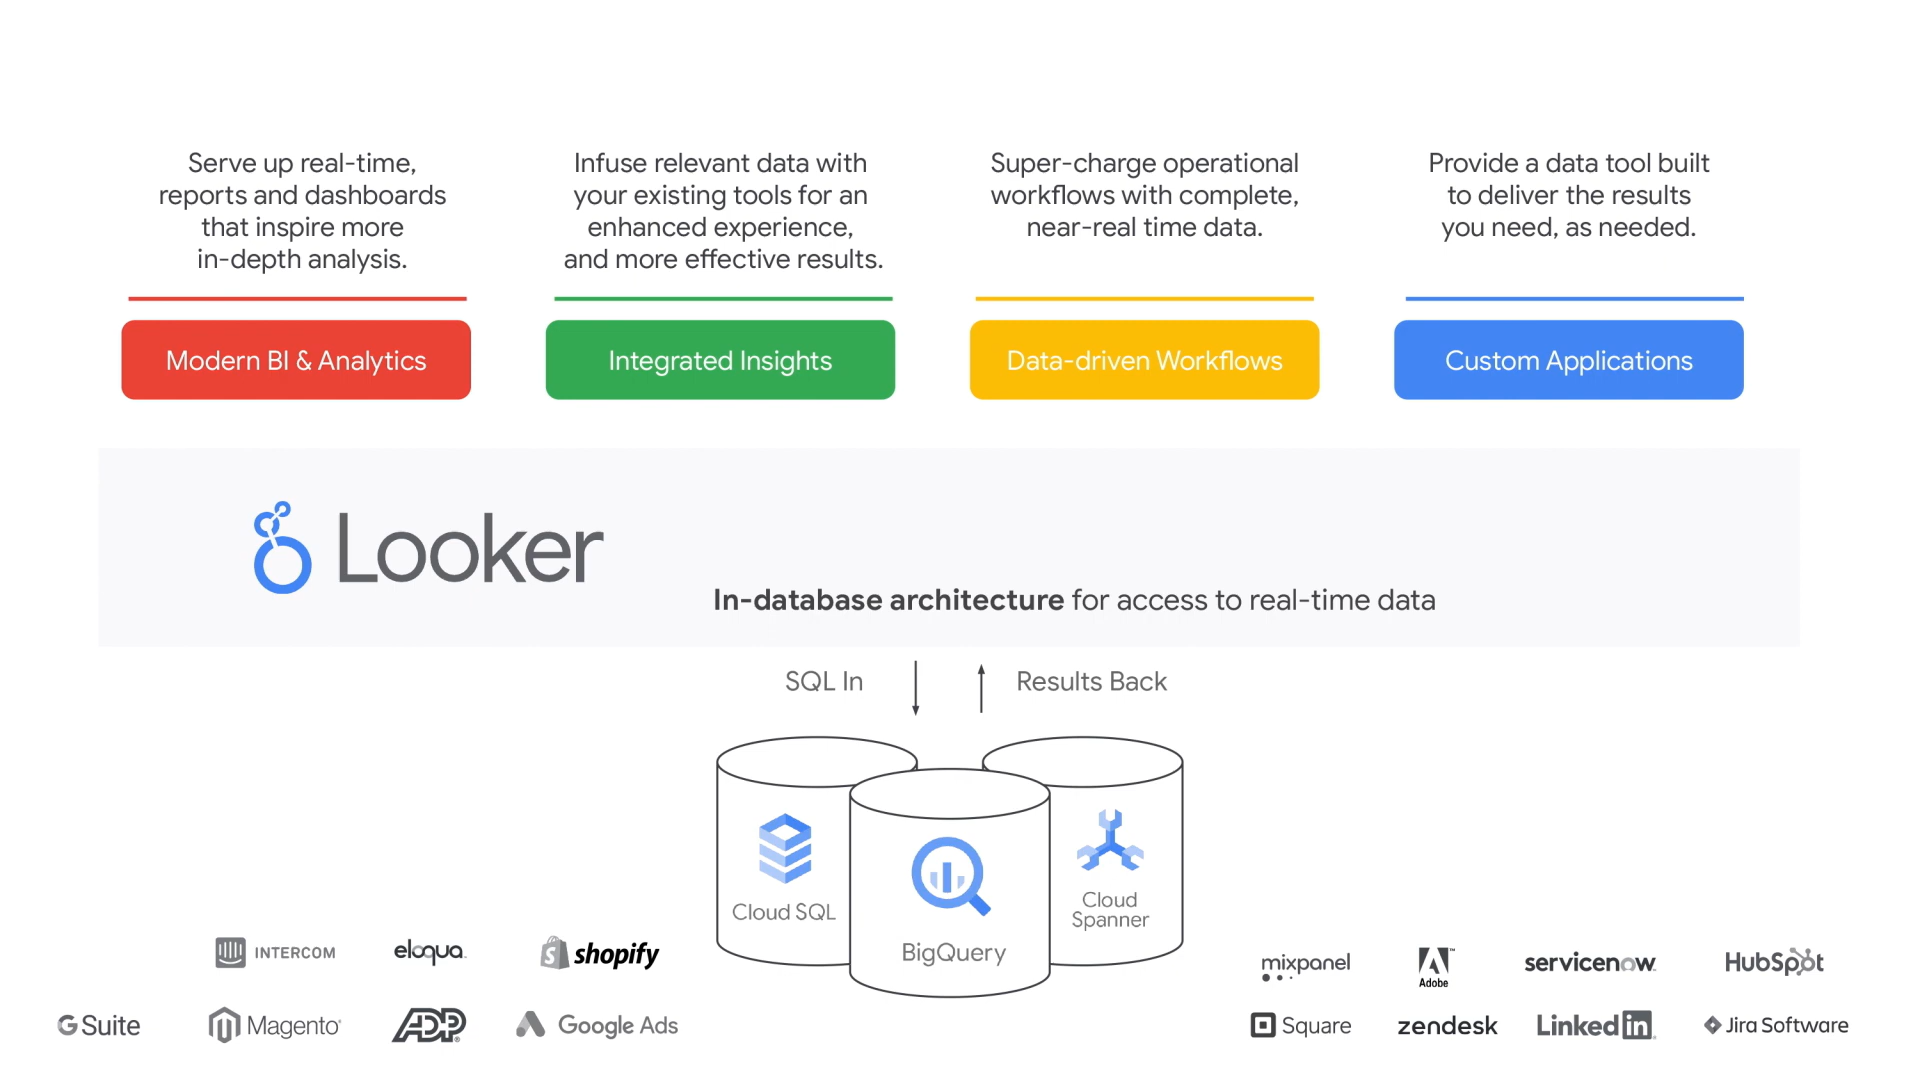 Serve up real-time,
reports and dashboards
that inspire more
in-depth analysis.
Infuse relevant data with
your existing tools for an
enhanced experience,
and more effective results.
Super-charge operational
workflows with complete,
near-real time data.
Provide a data tool built
to deliver the results
you need, as needed.
Modern BI & Analytics
Integrated Insights
Data-driven Workflows
Custom Applications
Looker
In-database architecture for access to real-time data
SQL In
Results Back
Cloud SQL
BigQuery
Cloud
Spanner
INTERCOM
eloqua
shopify
G Suite
Magento
ADP
Google Ads
mixpanel
Adobe
servicenow
HubSpot
Square
zendesk
LinkedIn
Jira Software